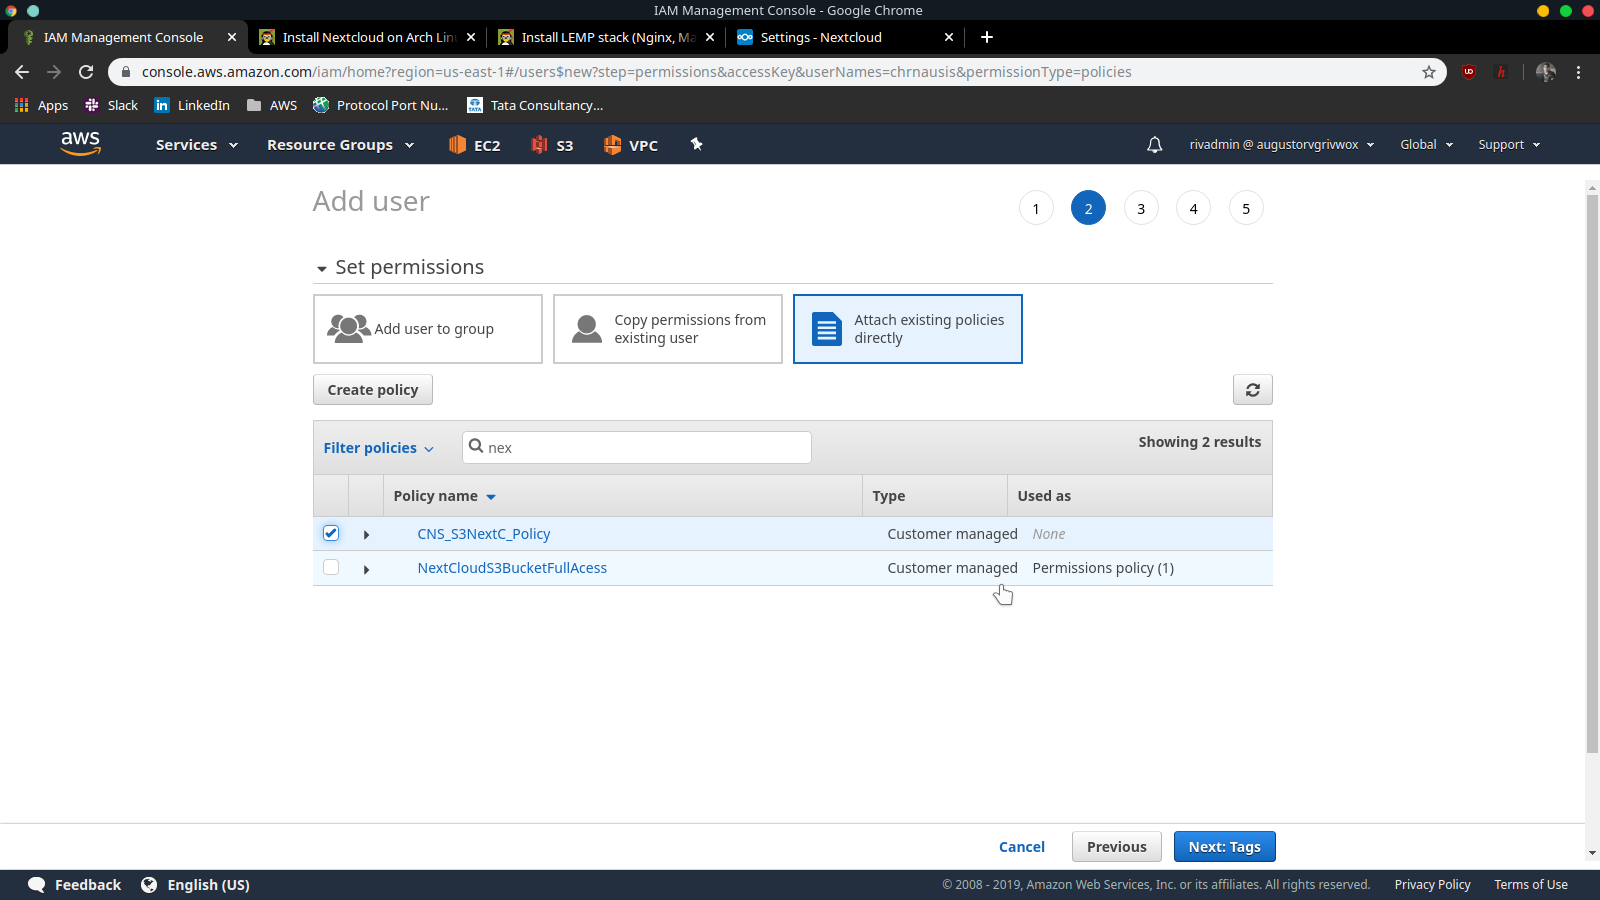 IAM Management Console - Google Chrome
IAM Management Console
Install Nextcloud on Arch Lin
Install LEMP stack (Nginx, Ma
Settings - Nextcloud
console.aws.amazon.com/iam/home?region=us-east-1#/users$new?step=permissions&accessKey&userNames=chrnausis&permissionType=policies
Apps
Slack
LinkedIn
AWS
Protocol Port Nu...
Tata Consultancy...
aws
Services
Resource Groups
EC2
S3
VPC
rivadmin @ augustorvgrivwox
Global
Support
Add user
1
2
3
4
5
Set permissions
Add user to group
Copy permissions from
existing user
Attach existing policies
directly
Create policy
Filter policies
nex
Showing 2 results
Policy name
Type
Used as
CNS_S3NextC_Policy
Customer managed
None
NextCloudS3BucketFullAcess
Customer managed
Permissions policy (1)
Cancel
Previous
Next: Tags
Feedback
English (US)
© 2008 - 2019, Amazon Web Services, Inc. or its affiliates. All rights reserved.
Privacy Policy
Terms of Use